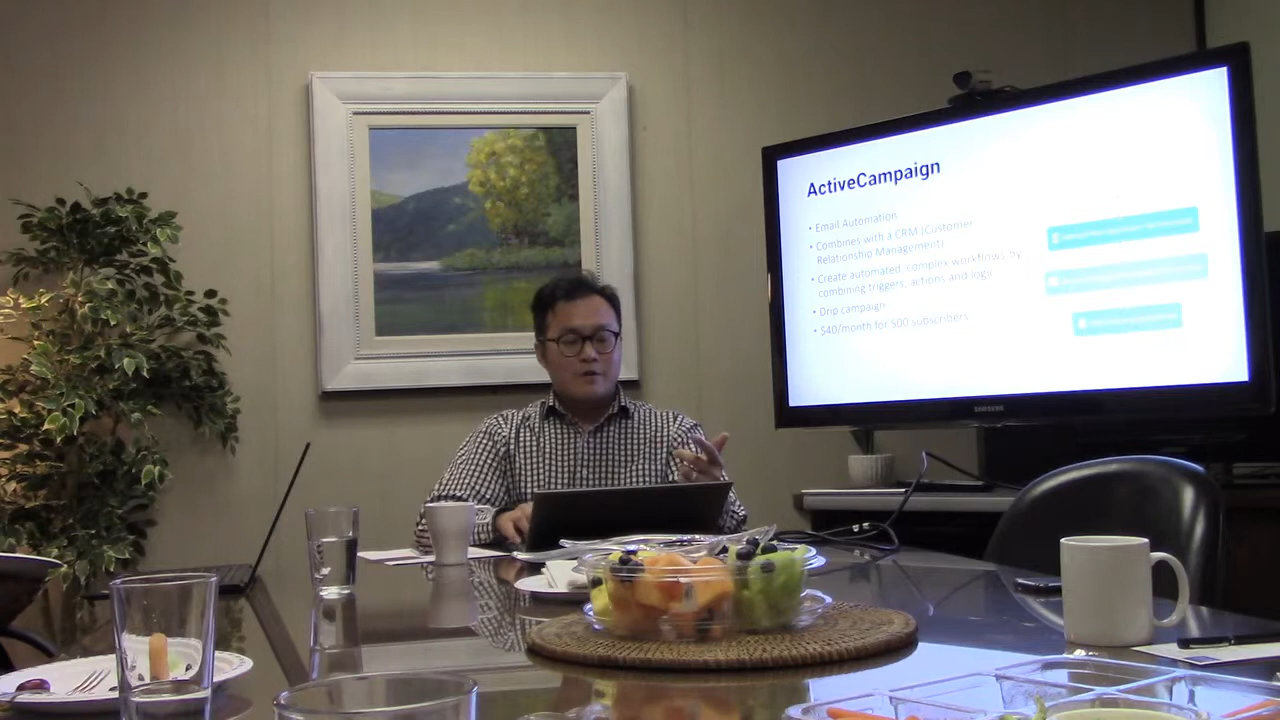 ActiveCampaign
• Email Automation
• Combines with a CRM (Customer
Relationship Management)
• Create automated complex workflows by
combining triggers, actions and logic
• Drip campaign
• $40/month for 500 subscribers
SAMSUNG